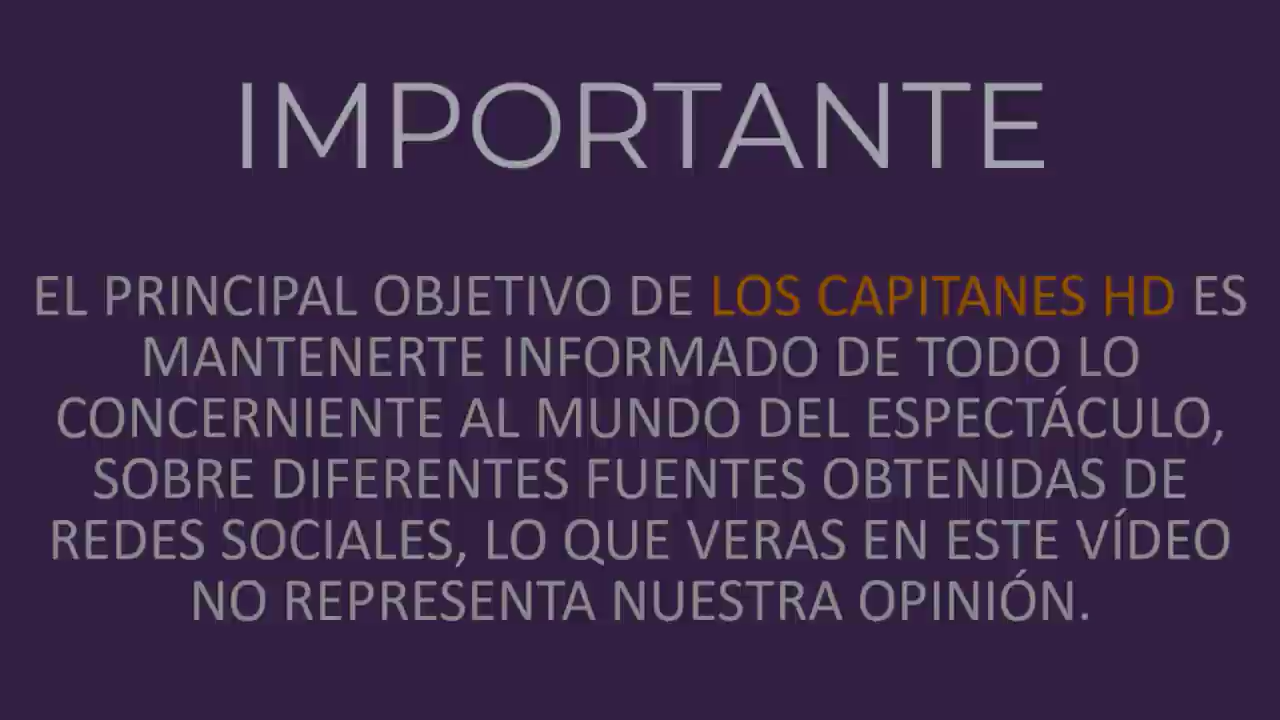 IMPORTANTE
EL PRINCIPAL OBJETIVO DE LOS CAPITANES HD ES
MANTENERTE INFORMADO DE TODO LO
CONCERNIENTE AL MUNDO DEL ESPECTÁCULO,
SOBRE DIFERENTES FUENTES OBTENIDAS DE
REDES SOCIALES, LO QUE VERAS EN ESTE VÍDEO
NO REPRESENTA NUESTRA OPINIÓN.